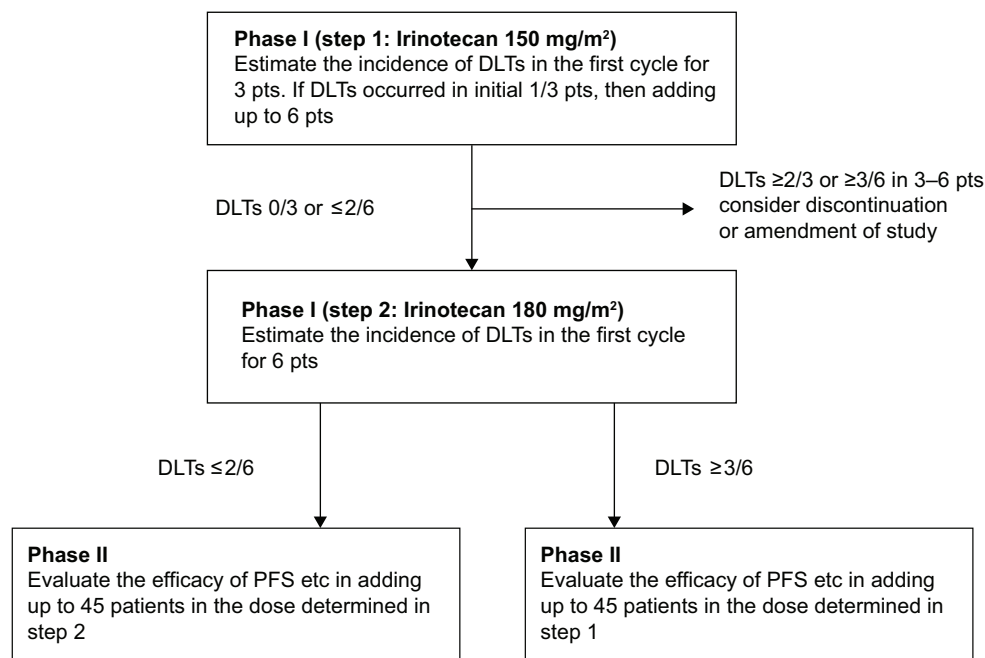 Phase I (step 1: Irinotecan 150 mg/m²)
Estimate the incidence of DLTs in the first cycle for
3 pts. If DLTs occurred in initial 1/3 pts, then adding
up to 6 pts
DLTs 0/3 or ≤2/6
DLTs ≥2/3 or ≥3/6 in 3–6 pts
consider discontinuation
or amendment of study
Phase I (step 2: Irinotecan 180 mg/m²)
Estimate the incidence of DLTs in the first cycle
for 6 pts
DLTs ≤2/6
DLTs ≥3/6
Phase II
Evaluate the efficacy of PFS etc in adding
up to 45 patients in the dose determined in
step 2
Phase II
Evaluate the efficacy of PFS etc in adding
up to 45 patients in the dose determined in
step 1